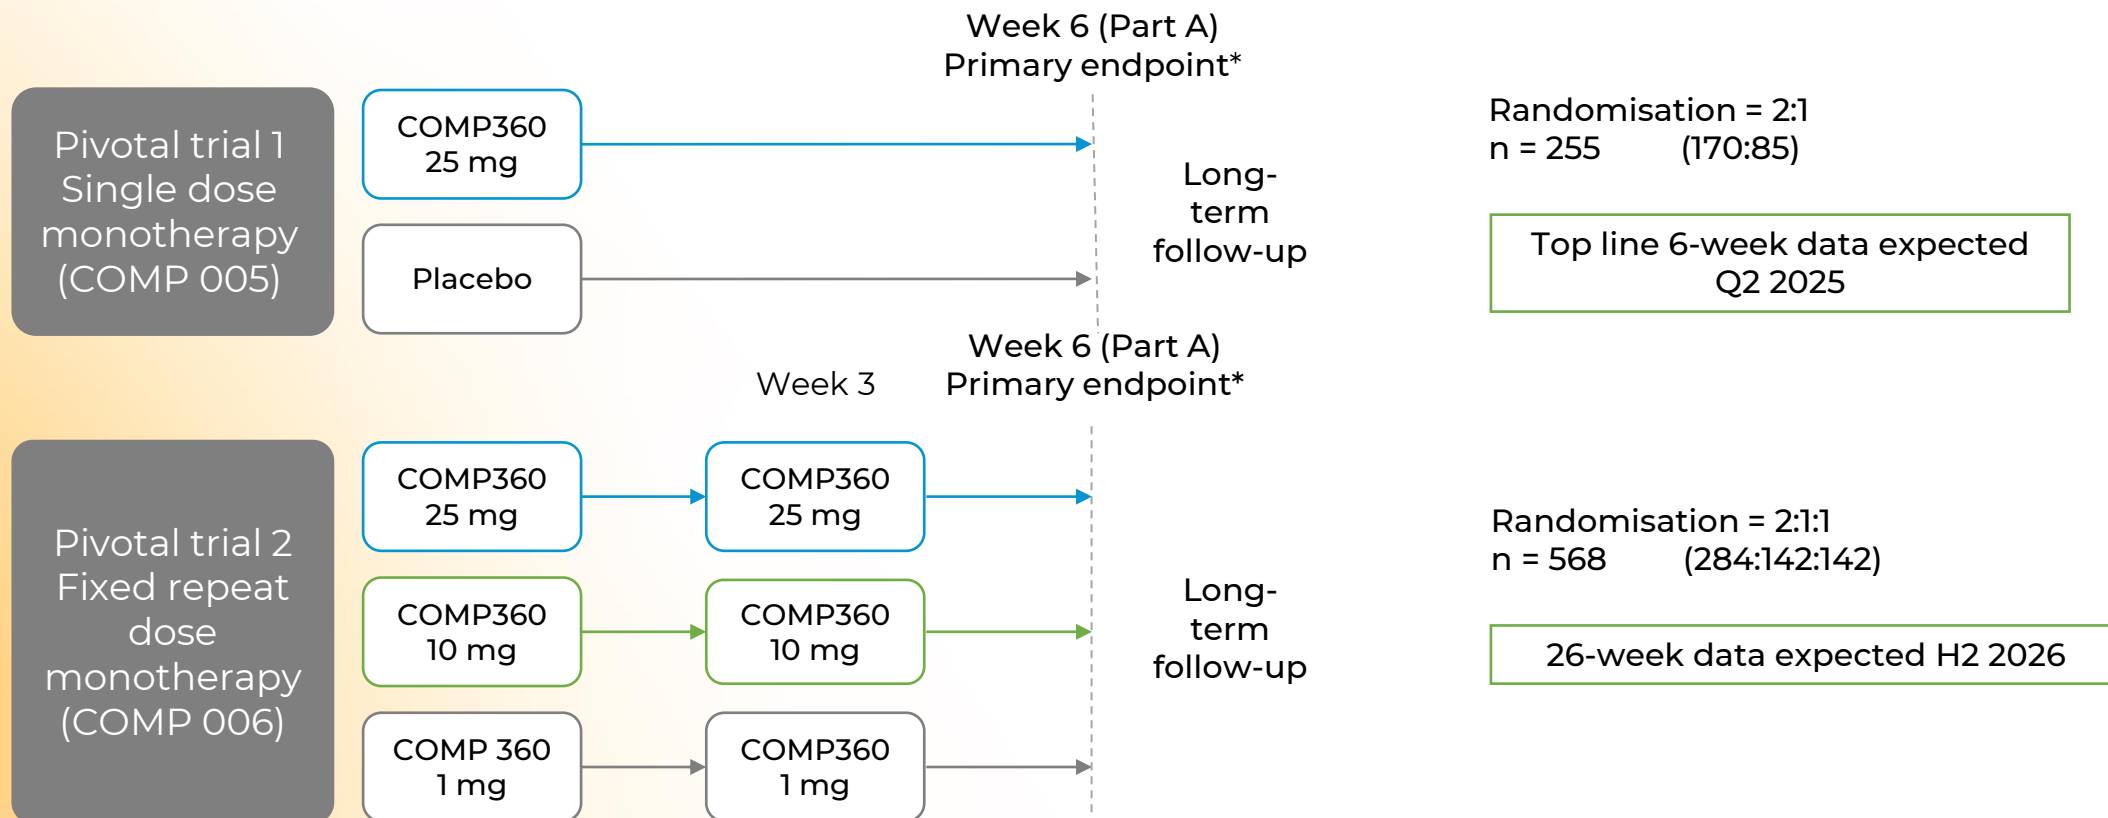 Week 6 (Part A)
Primary endpoint*
Pivotal trial 1
Single dose
monotherapy
(COMP 005)
COMP360
25 mg
Placebo
Long-
term
follow-up
Randomisation = 2:1
n = 255 (170:85)
Top line 6-week data expected
Q2 2025
Week 3
Week 6 (Part A)
Primary endpoint*
Pivotal trial 2
Fixed repeat
dose
monotherapy
(COMP 006)
COMP360
25 mg
COMP360
25 mg
COMP360
10 mg
COMP360
10 mg
COMP 360
1 mg
COMP360
1 mg
Long-
term
follow-up
Randomisation = 2:1:1
n = 568 (284:142:142)
26-week data expected H2 2026